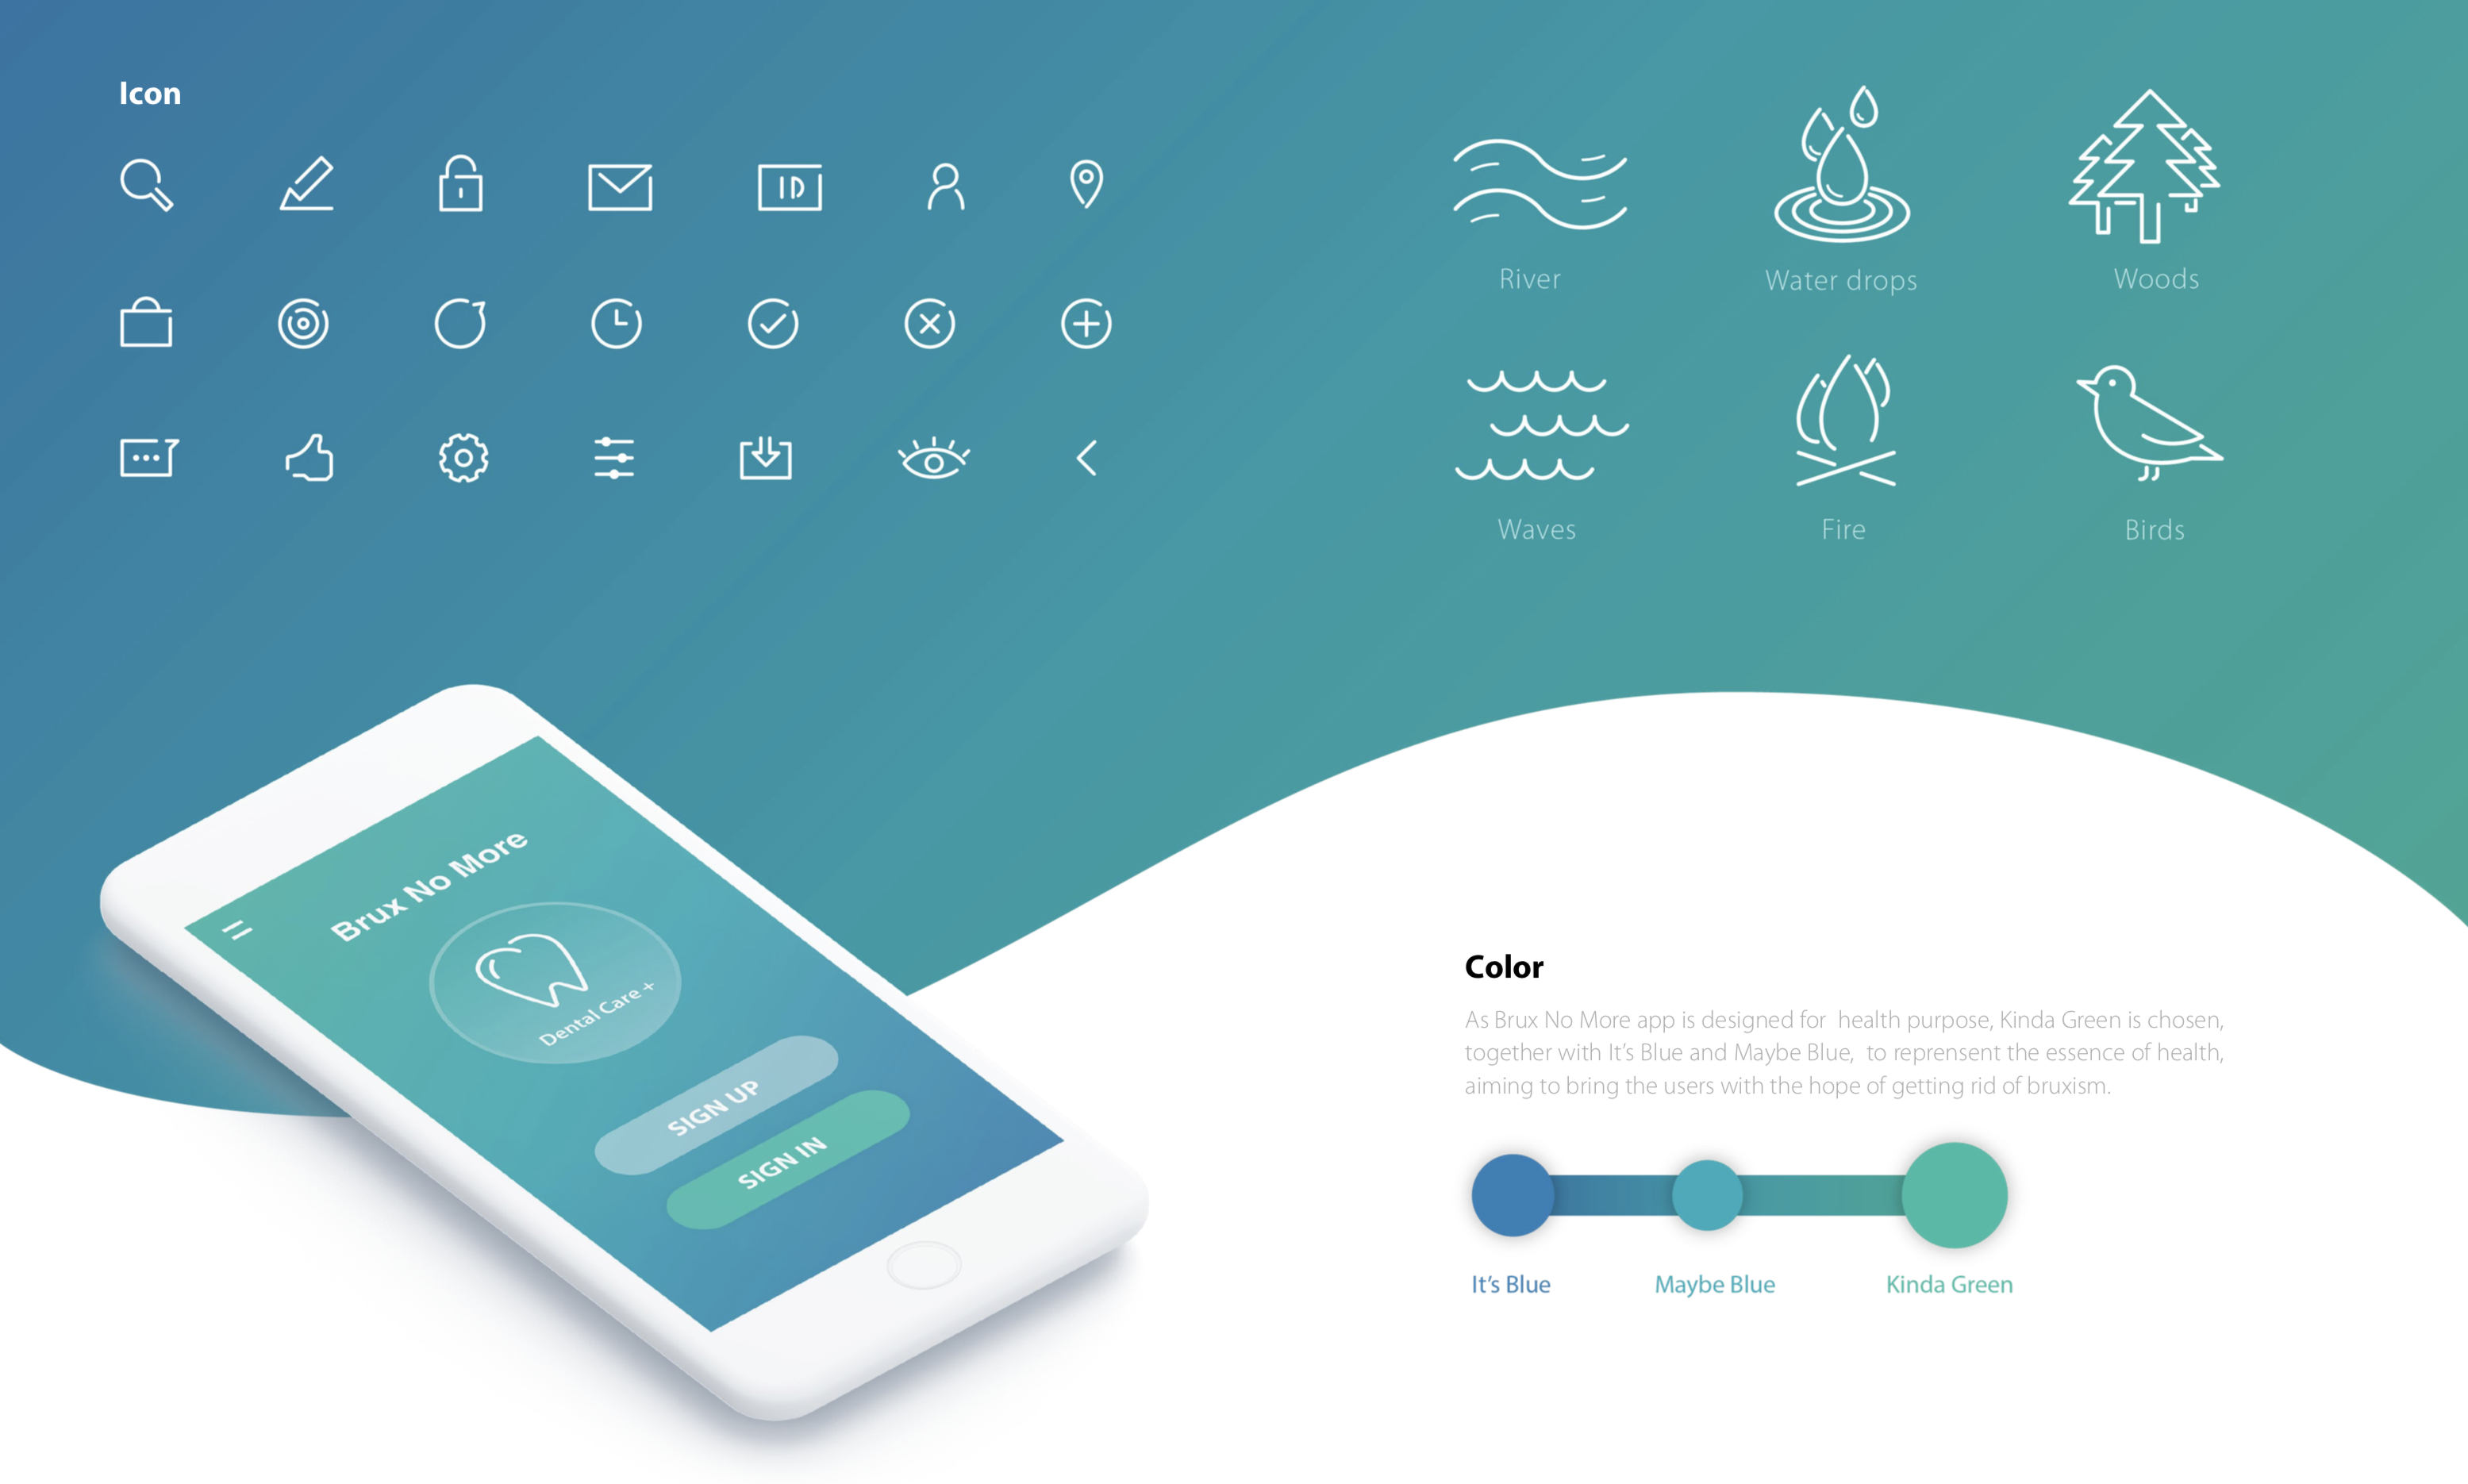 Icon
ID
River
Water drops
Woods
Waves
Fire
Birds
Brux No More
Dental Care +
SIGN UP
SIGN IN
Color
As Brux No More app is designed for  health purpose, Kinda Green is chosen,
together with It's Blue and Maybe Blue,  to reprensent the essence of health,
aiming to bring the users with the hope of getting rid of bruxism.
It's Blue
Maybe Blue
Kinda Green